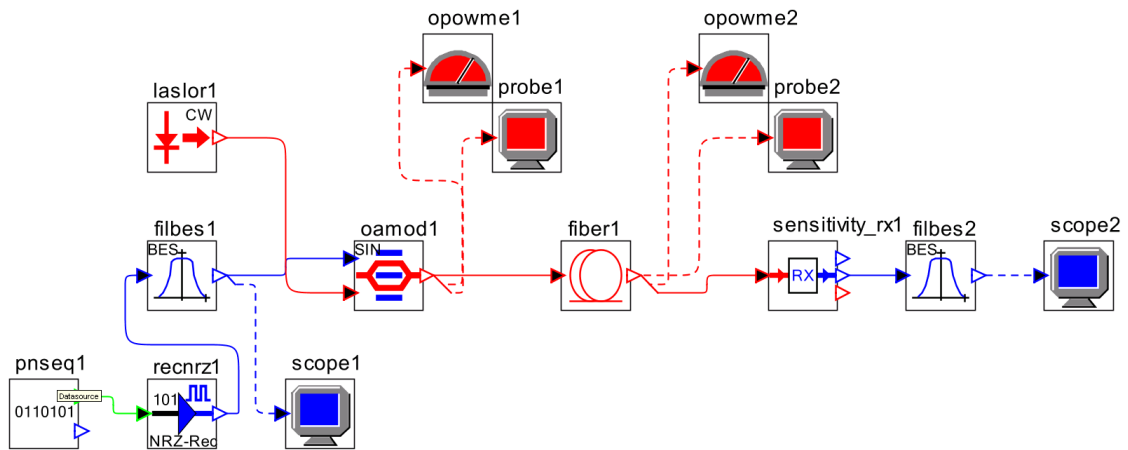 opowme1
opowme2
laslor1
CW
probe1
probe2
filbes1
BES
oamod1
SIN
fiber1
sensitivity_rx1
RX
filbes2
BES
scope2
pnseq1
Datasource
0110101
recnrz1
101
NRZ-Rec
scope1